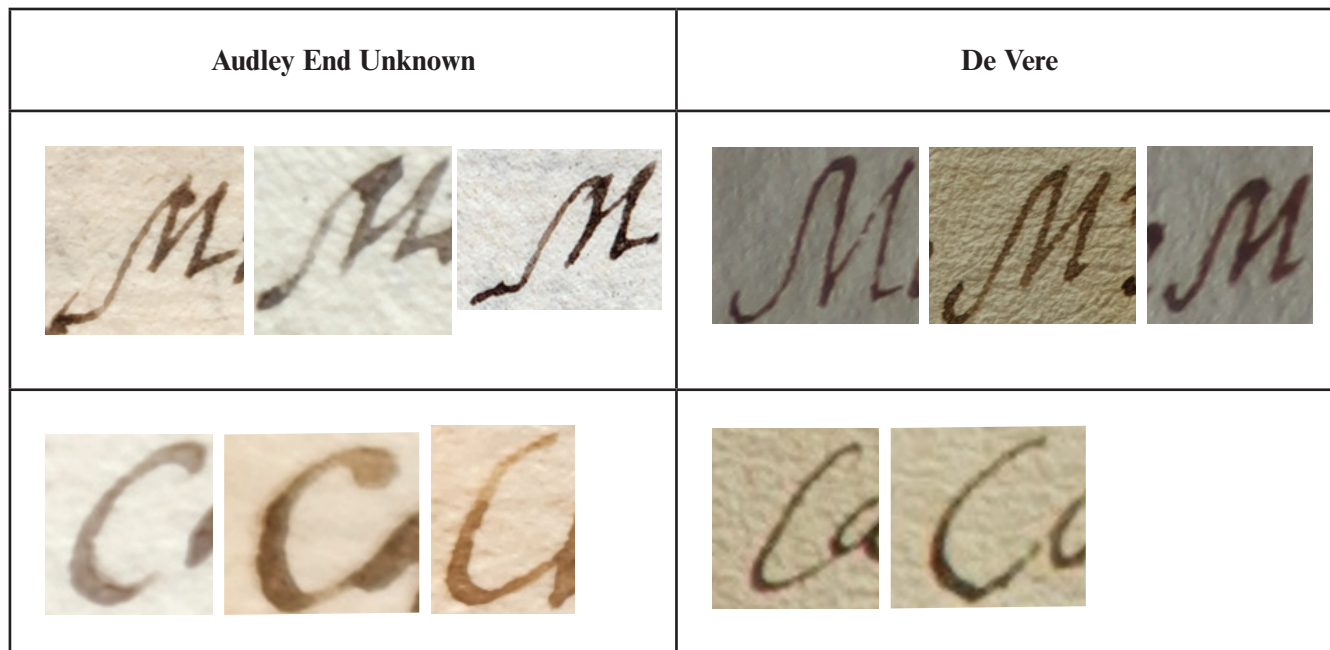 Audley End Unknown
De Vere
M M M
M M M
C C C
C C